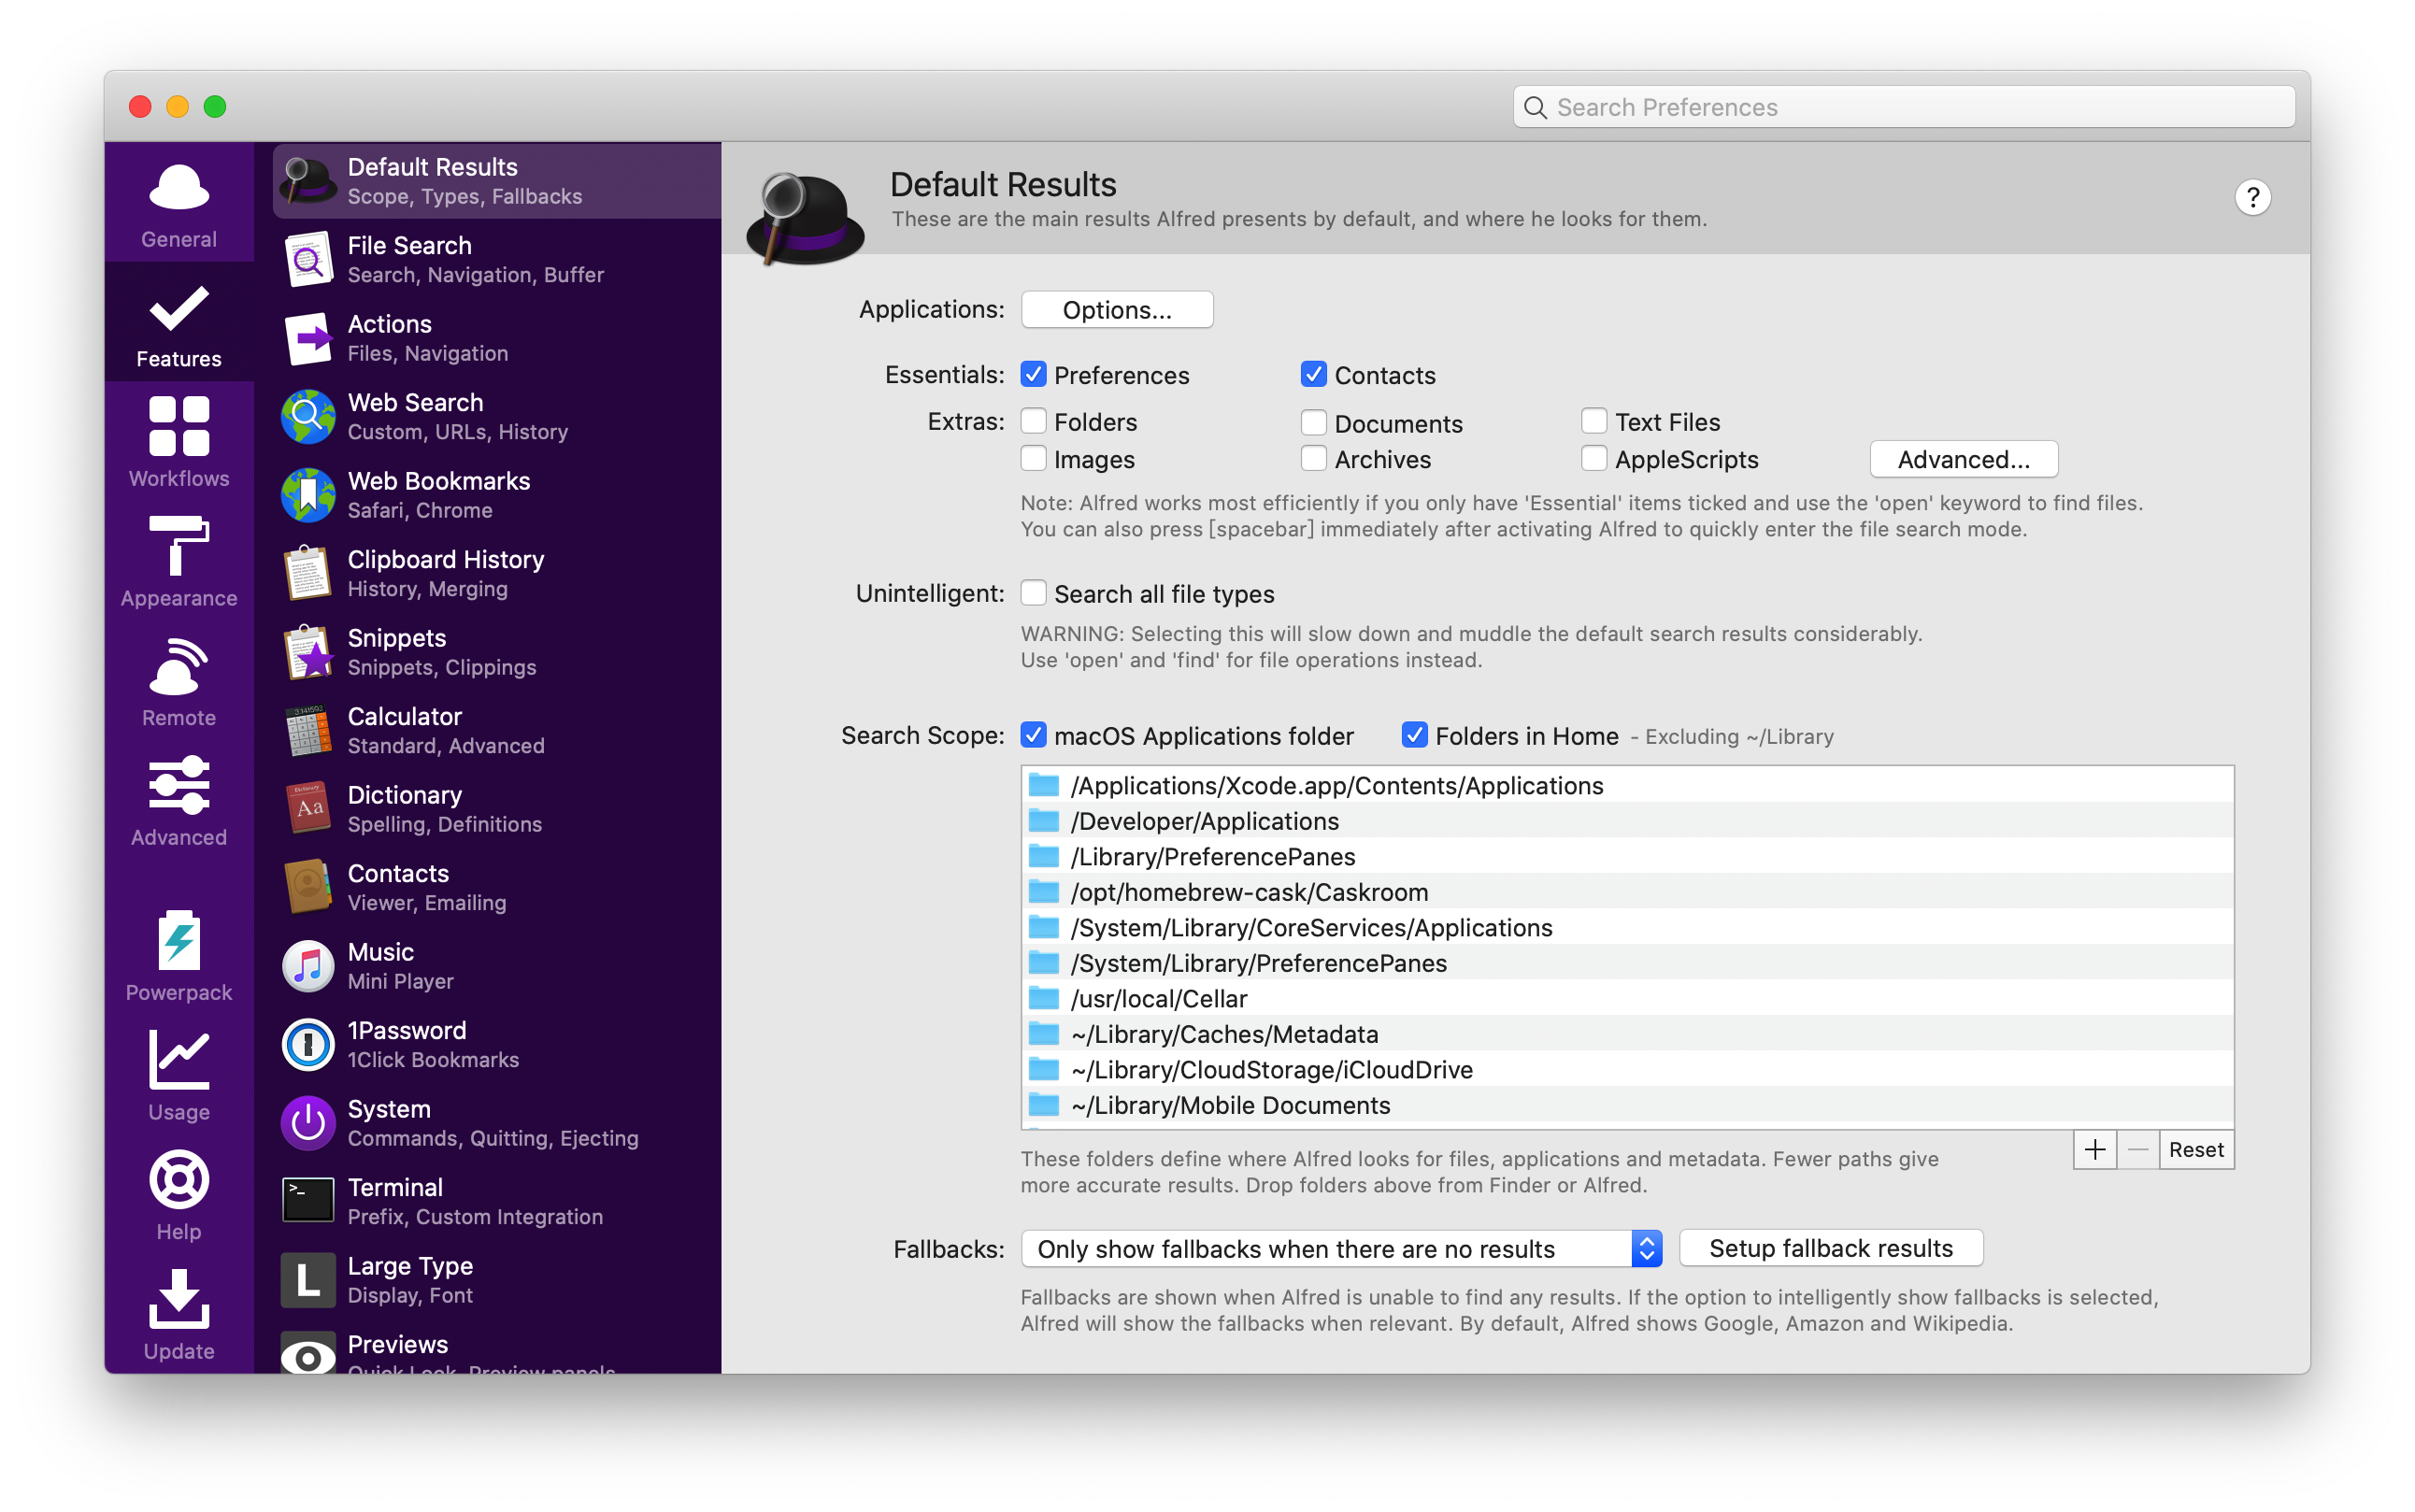 Search Preferences
General
Features
Workflows
Appearance
Remote
Advanced
Powerpack
Usage
Help
Update
Default Results
Scope, Types, Fallbacks
File Search
Search, Navigation, Buffer
Actions
Files, Navigation
Web Search
Custom, URLs, History
Web Bookmarks
Safari, Chrome
Clipboard History
History, Merging
Snippets
Snippets, Clippings
Calculator
Standard, Advanced
Dictionary
Spelling, Definitions
Contacts
Viewer, Emailing
Music
Mini Player
1Password
1Click Bookmarks
System
Commands, Quitting, Ejecting
Terminal
Prefix, Custom Integration
Large Type
Display, Font
Previews
Quick Look, Preview panels
Default Results
These are the main results Alfred presents by default, and where he looks for them.
?
Applications: Options...
Essentials: Preferences Contacts
Extras: Folders Documents Text Files
Images Archives AppleScripts Advanced...
Note: Alfred works most efficiently if you only have 'Essential' items ticked and use the 'open' keyword to find files.
You can also press [spacebar] immediately after activating Alfred to quickly enter the file search mode.
Unintelligent: Search all file types
WARNING: Selecting this will slow down and muddle the default search results considerably.
Use 'open' and 'find' for file operations instead.
Search Scope: macOS Applications folder Folders in Home - Excluding ~/Library
/Applications/Xcode.app/Contents/Applications
/Developer/Applications
/Library/PreferencePanes
/opt/homebrew-cask/Caskroom
/System/Library/CoreServices/Applications
/System/Library/PreferencePanes
/usr/local/Cellar
~/Library/Caches/Metadata
~/Library/CloudStorage/iCloudDrive
~/Library/Mobile Documents
+ — Reset
These folders define where Alfred looks for files, applications and metadata. Fewer paths give
more accurate results. Drop folders above from Finder or Alfred.
Fallbacks: Only show fallbacks when there are no results Setup fallback results
Fallbacks are shown when Alfred is unable to find any results. If the option to intelligently show fallbacks is selected,
Alfred will show the fallbacks when relevant. By default, Alfred shows Google, Amazon and Wikipedia.